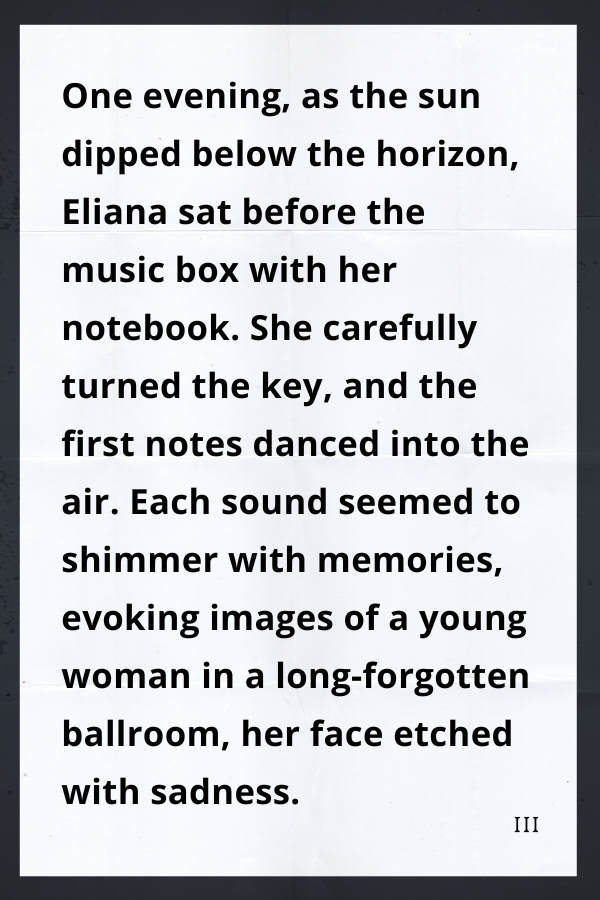 One evening, as the sun
dipped below the horizon,
Eliana sat before the
music box with her
notebook. She carefully
turned the key, and the
first notes danced into the
air. Each sound seemed to
shimmer with memories,
evoking images of a young
woman in a long-forgotten
ballroom, her face etched
with sadness.
III